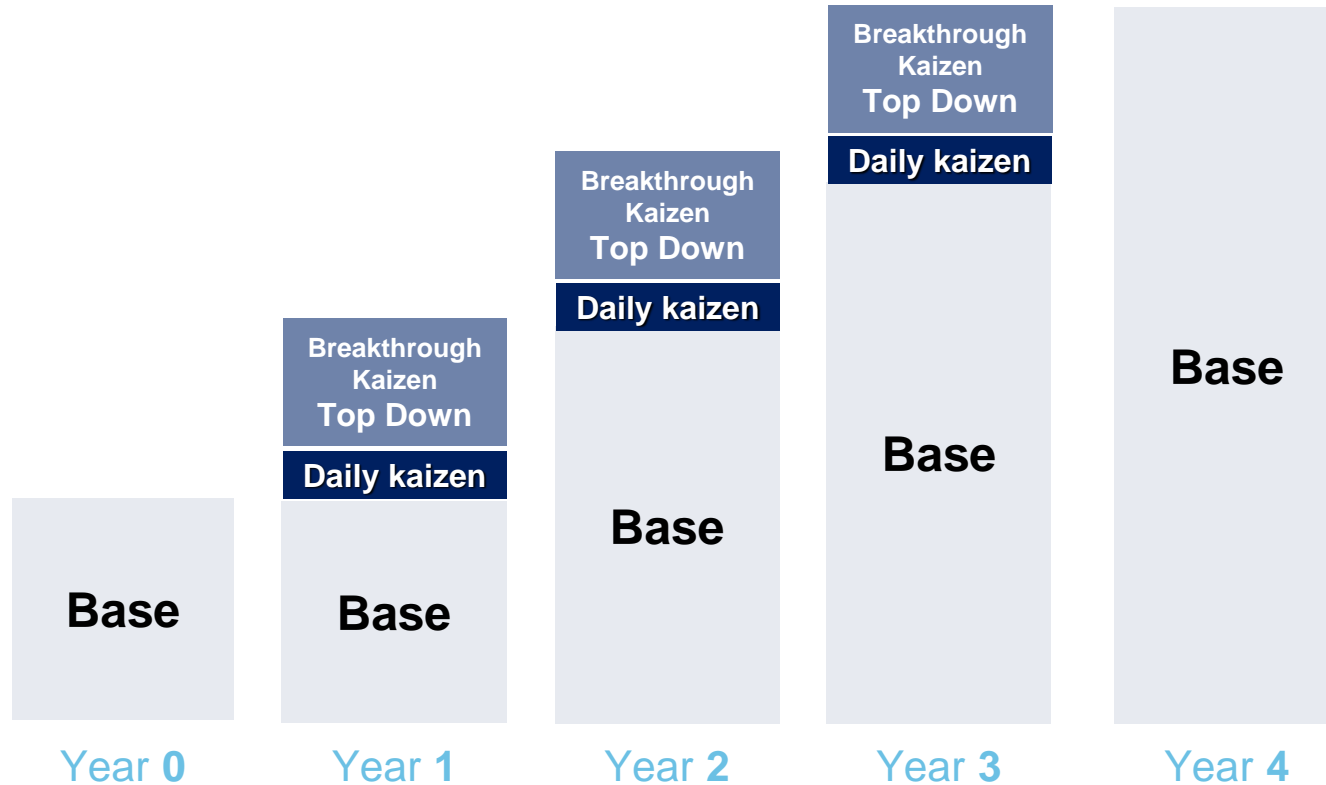 Base
Year 0
Breakthrough
Kaizen
Top Down
Daily kaizen
Base
Year 1
Breakthrough
Kaizen
Top Down
Daily kaizen
Base
Year 2
Breakthrough
Kaizen
Top Down
Daily kaizen
Base
Year 3
Base
Year 4